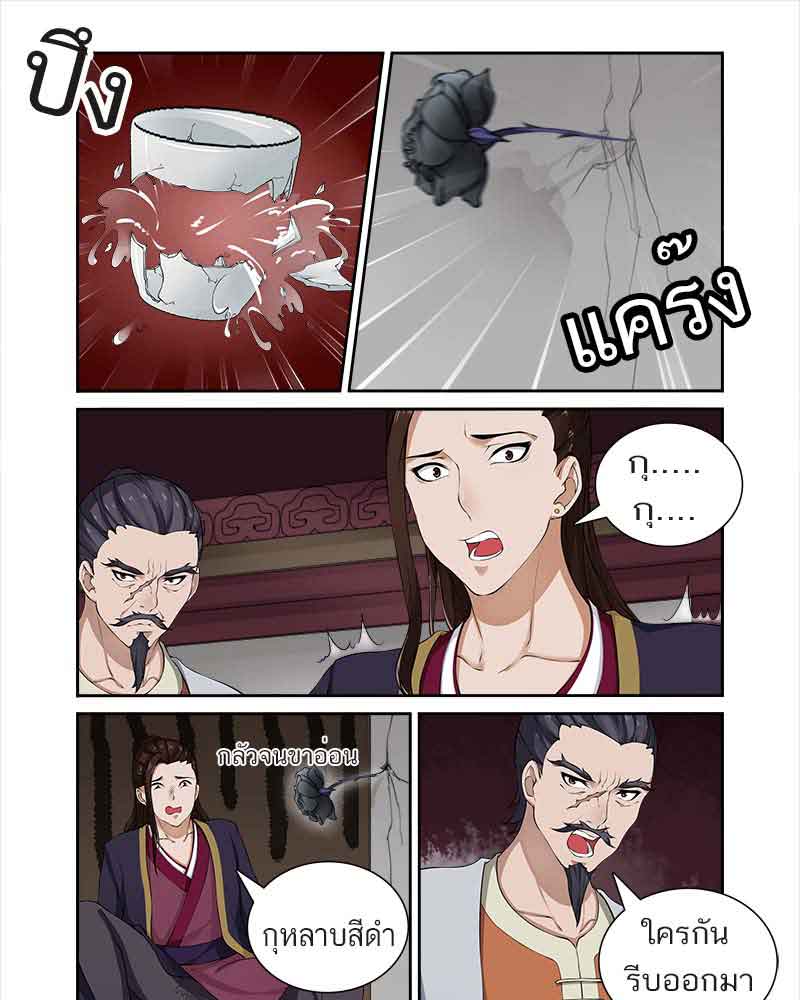 ปึง
แคร๊ง
กุ.....
กุ....
กลัวจนขาอ่อน
กุหลาบสีดำ
ใครกัน
รีบออกมา